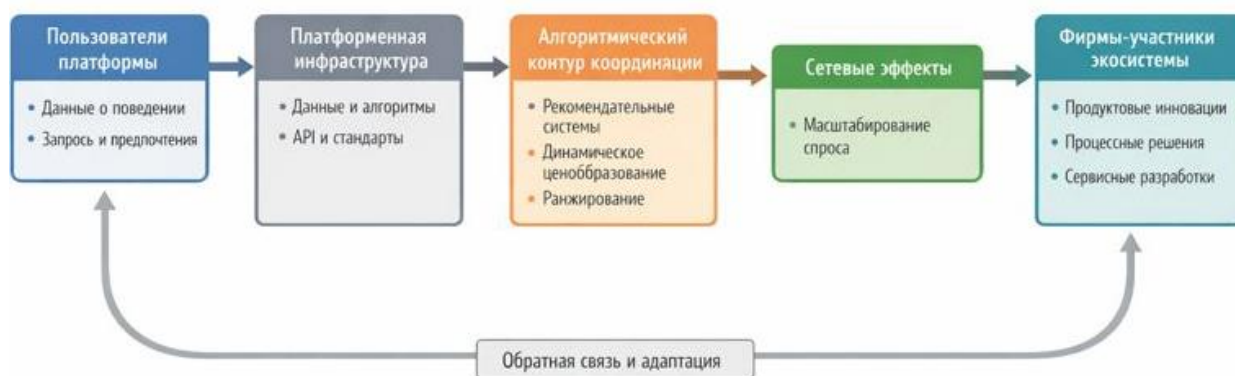 Пользователи
платформы
• Данные о поведении
• Запрось и предпочтения
Платформенная
инфраструктура
• Данные и алгоритмы
• API и стандарты
Алгоритмический
контур координации
• Рекомендательные
системы
• Динамическое
ценообразование
• Ранжирование
Сетевые эффекты
• Масштабирование
спроса
Фирмы-участники
экосистемы
• Продуктовые инновации
• Процессные решения
• Сервисные разработки
Обратная связь и адаптация